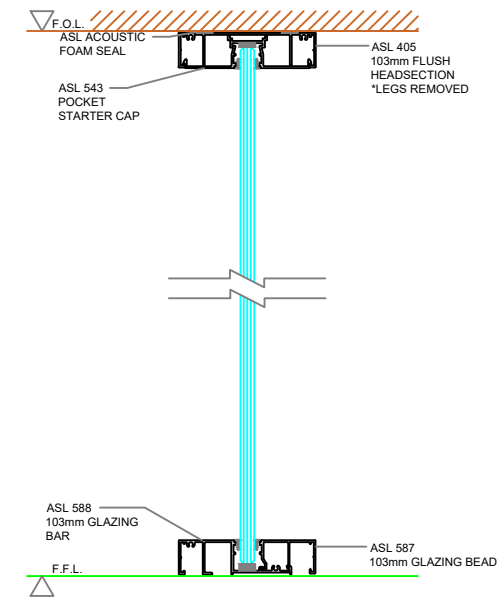 F.O.L.
ASL ACOUSTIC
FOAM SEAL
ASL 405
103mm FLUSH
HEADSECTION
*LEGS REMOVED
ASL 543
POCKET
STARTER CAP
ASL 588
103mm GLAZING
BAR
ASL 587
103mm GLAZING BEAD
F.F.L.